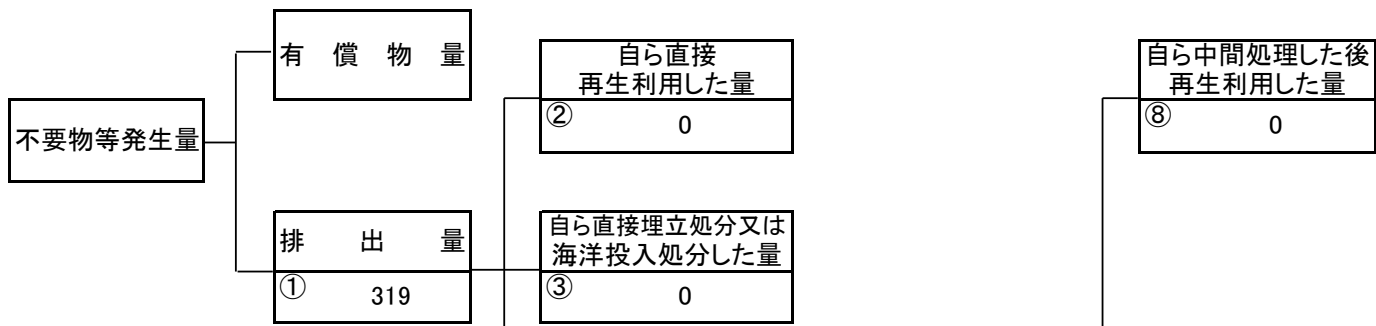 有償物量
自ら直接
再生利用した量
② 0
自ら中間処理した後
再生利用した量
⑧ 0
不要物等発生量
排出量
① 319
自ら直接埋立処分又は
海洋投入処分した量
③ 0